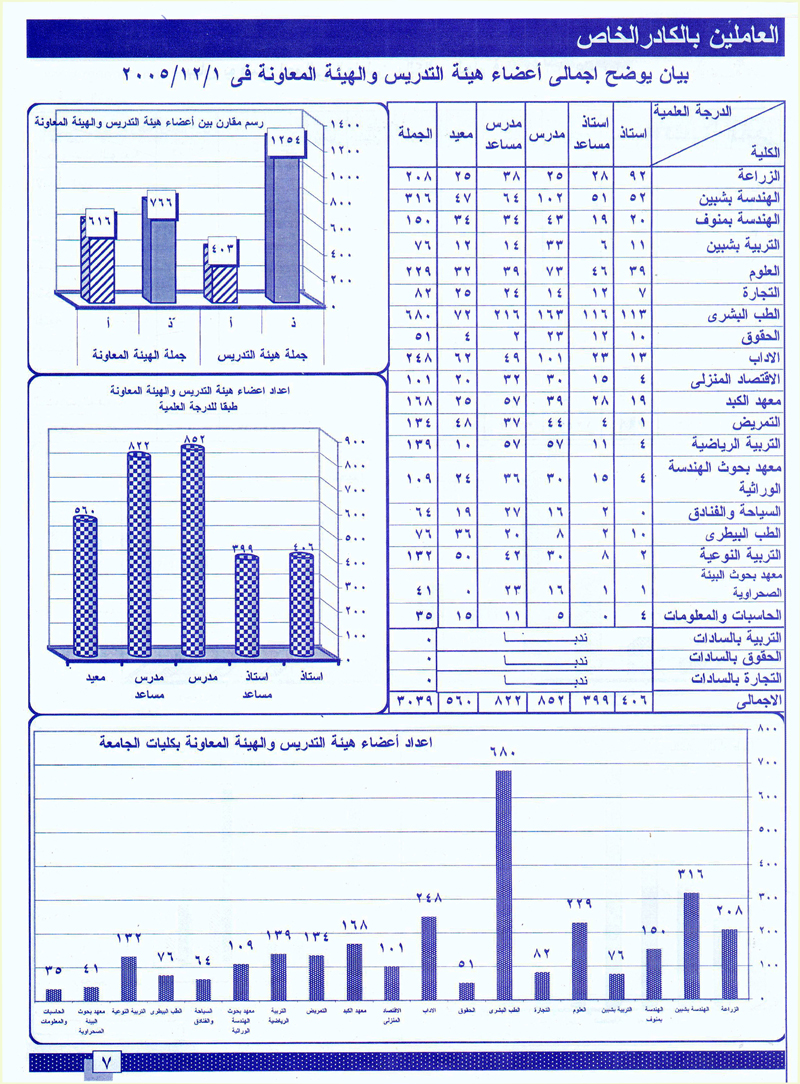 العاملين بالكادر الخاص
بيان يوضح اجمالى أعضاء هيئة التدريس والهيئة المعاونة فى ٢٠٠٥/١٢/١
الدرجة العلمية الكلية استاذ استاذ مساعد مدرس مدرس مساعد معيد الجملة
الزراعة ٩٢ ٢٨ ٢٥ ٣٨ ٢٥ ٢٠٨
الهندسة بشبين ٥٢ ٥١ ١٠٢ ٦٤ ٤٧ ٣١٦
الهندسة بمنوف ٢٠ ١٩ ٤٣ ٣٤ ٣٤ ١٥٠
التربية بشبين ١١ ٦ ٣٣ ١٤ ١٢ ٧٦
العلوم ٣٩ ٤٦ ٧٣ ٣٩ ٣٢ ٢٢٩
التجارة ٧ ١٢ ١٤ ٢٤ ٢٥ ٨٢
الطب البشرى ١١٣ ١١٦ ١٦٣ ٢١٦ ٧٢ ٦٨٠
الحقوق ١٠ ١٢ ٢٣ ٢ ٤ ٥١
الاداب ١٣ ٢٣ ١٠١ ٤٩ ٦٢ ٢٤٨
الاقتصاد المنزلى ٤ ١٥ ٣٠ ٣٢ ٢٠ ١٠١
معهد الكبد ١٩ ٢٨ ٣٩ ٥٧ ٢٥ ١٦٨
التمريض ١ ٤ ٤٤ ٣٧ ٤٨ ١٣٤
التربية الرياضية ٤ ١١ ٥٧ ٥٧ ١٠ ١٣٩
معهد بحوث الهندسة الوراثية ٤ ١٥ ٣٠ ٣٦ ٢٤ ١٠٩
السياحة والفنادق ٠ ٢ ١٦ ٢٧ ١٩ ٦٤
الطب البيطرى ١٠ ٢ ٨ ٢٠ ٣٦ ٧٦
التربية النوعية ٢ ٨ ٣٠ ٤٢ ٥٠ ١٣٢
معهد بحوث البيئة الصحراوية ١ ١ ١٦ ٢٣ ٠ ٤١
الحاسبات والمعلومات ٤ ٠ ٥ ١١ ١٥ ٣٥
التربية بالسادات ندبـــــا ٠
الحقوق بالسادات ندبـــــا ٠
التجارة بالسادات ندبـــــا ٠
الاجمالى ٤٠٦ ٣٩٩ ٨٥٢ ٨٢٢ ٥٦٠ ٣٠٣٩
رسم مقارن بين أعضاء هيئة التدريس والهيئة المعاونة
١٤٠٠
١٢٠٠
١٠٠٠
٨٠٠
٦٠٠
٤٠٠
٢٠٠
٠
١٢٥٤ ٤٠٣ ٧٦٦ ٦١٦
ذ أ ذ أ
جملة هيئة التدريس جملة الهيئة المعاونة
اعداد اعضاء هيئة التدريس والهيئة المعاونة
طبقا للدرجة العلمية
٩٠٠
٨٠٠
٧٠٠
٦٠٠
٥٠٠
٤٠٠
٣٠٠
٢٠٠
١٠٠
٠
٤٠٦ ٣٩٩ ٨٥٢ ٨٢٢ ٥٦٠
استاذ استاذ مساعد مدرس مدرس مساعد معيد
اعداد أعضاء هيئة التدريس والهيئة المعاونة بكليات الجامعة
٨٠٠
٧٠٠
٦٠٠
٥٠٠
٤٠٠
٣٠٠
٢٠٠
١٠٠
٠
٢٠٨ ٣١٦ ١٥٠ ٧٦ ٢٢٩ ٨٢ ٦٨٠ ٥١ ٢٤٨ ١٠١ ١٦٨ ١٣٤ ١٣٩ ١٠٩ ٦٤ ٧٦ ١٣٢ ٤١ ٣٥
الزراعة الهندسة بشبين الهندسة بمنوف التربية بشبين العلوم التجارة الطب البشرى الحقوق الاداب الاقتصاد المنزلى معهد الكبد التمريض التربية الرياضية معهد بحوث الهندسة الوراثية السياحة والفنادق الطب البيطرى التربية النوعية معهد بحوث البيئة الصحراوية الحاسبات والمعلومات
٧